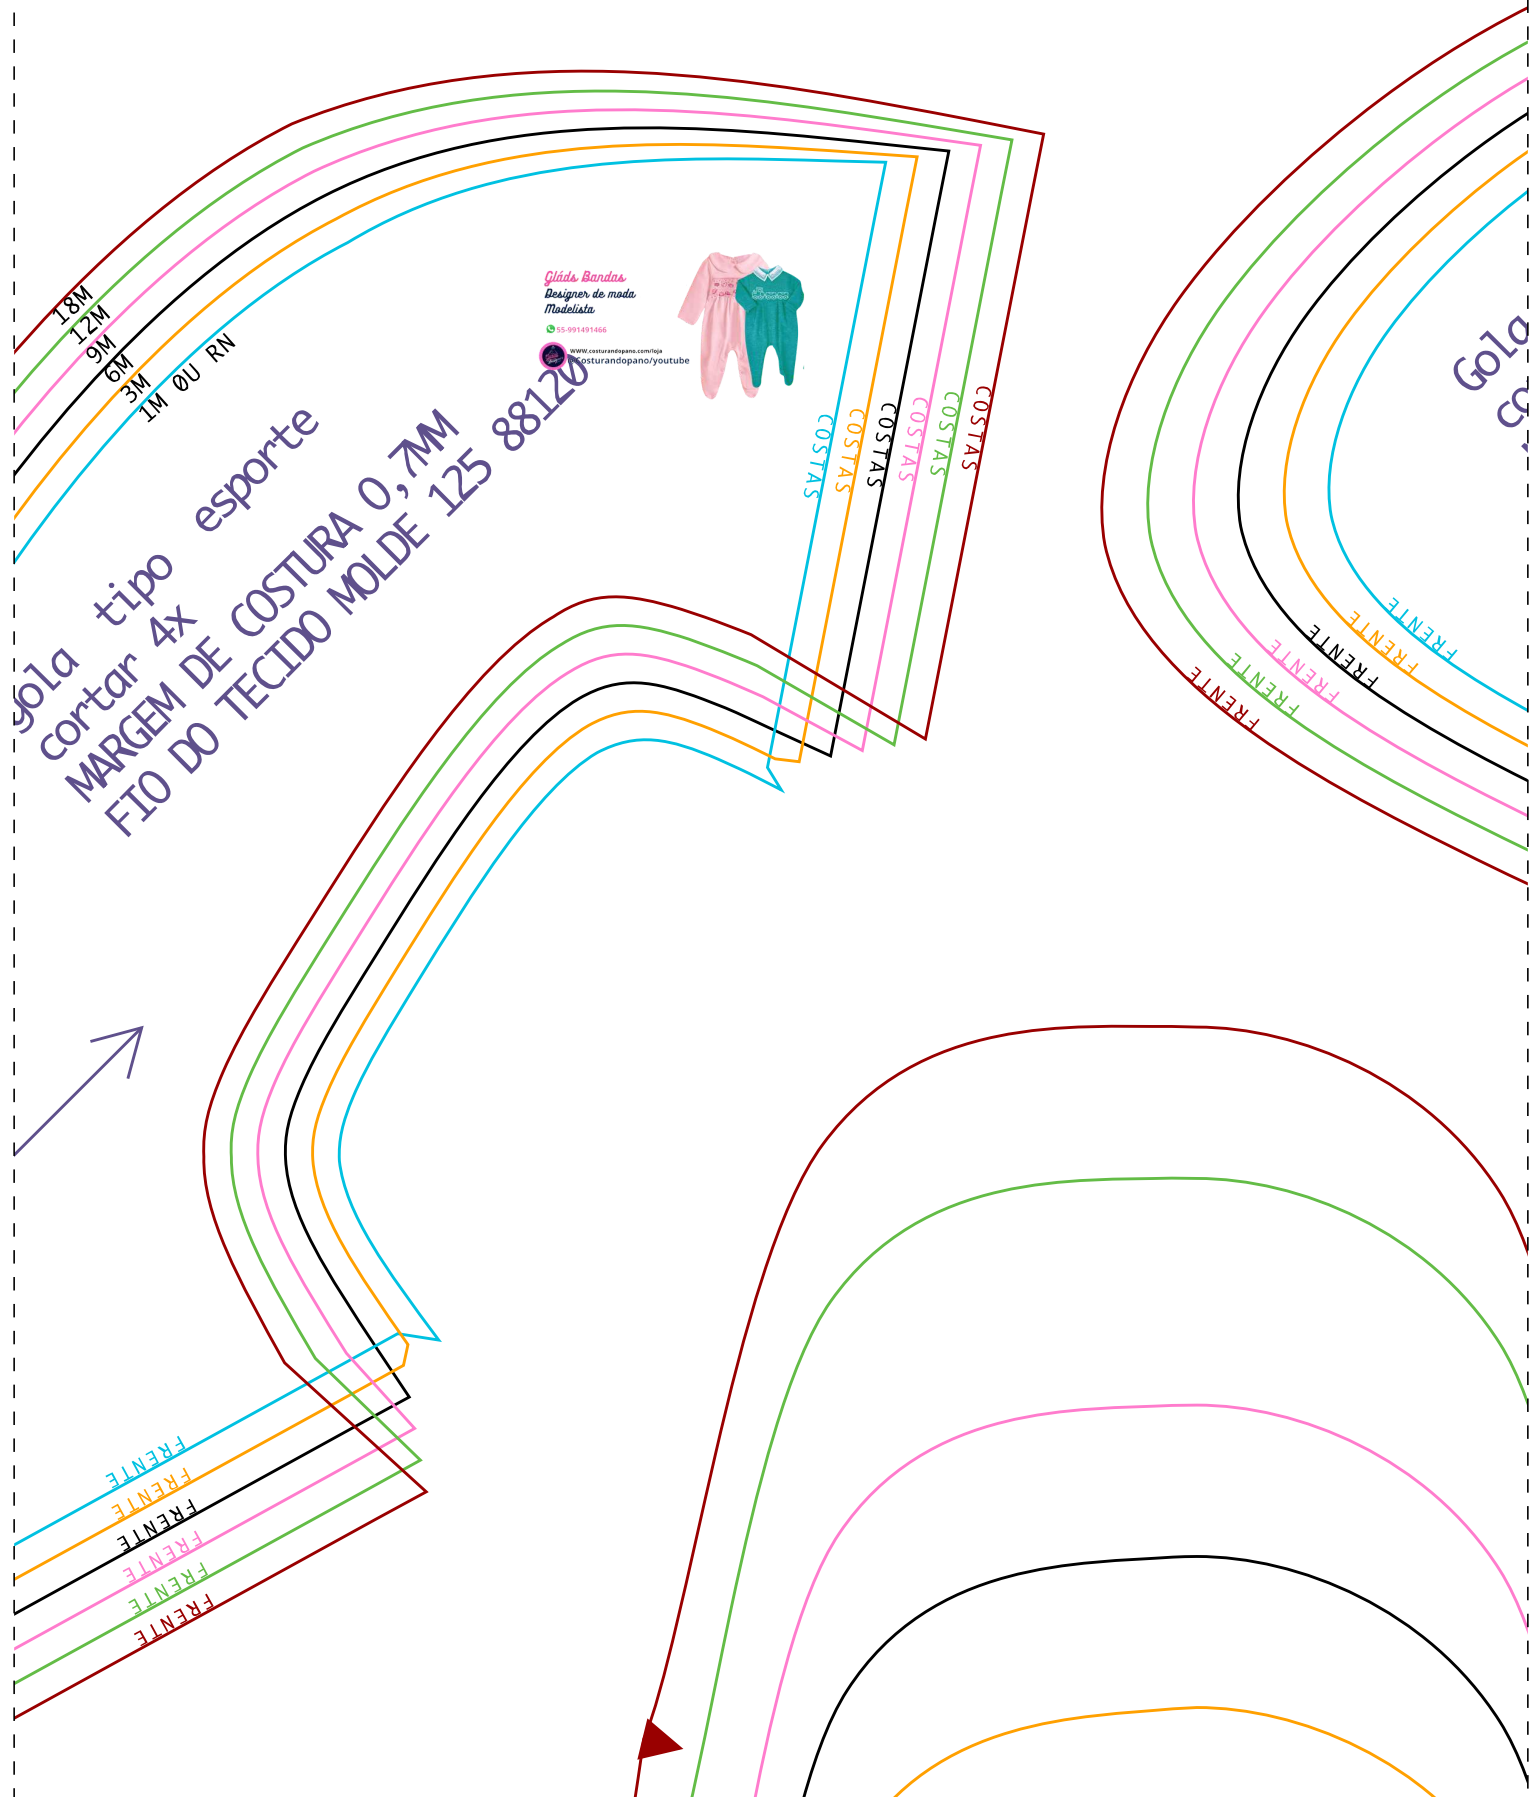 18M
12M
9M
6M
3M
1M 0U RN
gola tipo esporte
cortar 4x
MARGEM DE COSTURA 0,7MM
FIO DO TECIDO MOLDE 125 88120
Gláds Bandas
Designer de moda
Modelista
55-991491466
WWW.costurandopano.com/loja
@Costurandopano/youtube
COSTAS
COSTAS
COSTAS
COSTAS
COSTAS
COSTAS
Gola
FRENTE
FRENTE
FRENTE
FRENTE
FRENTE
FRENTE
FRENTE
FRENTE
FRENTE
FRENTE
FRENTE
FRENTE